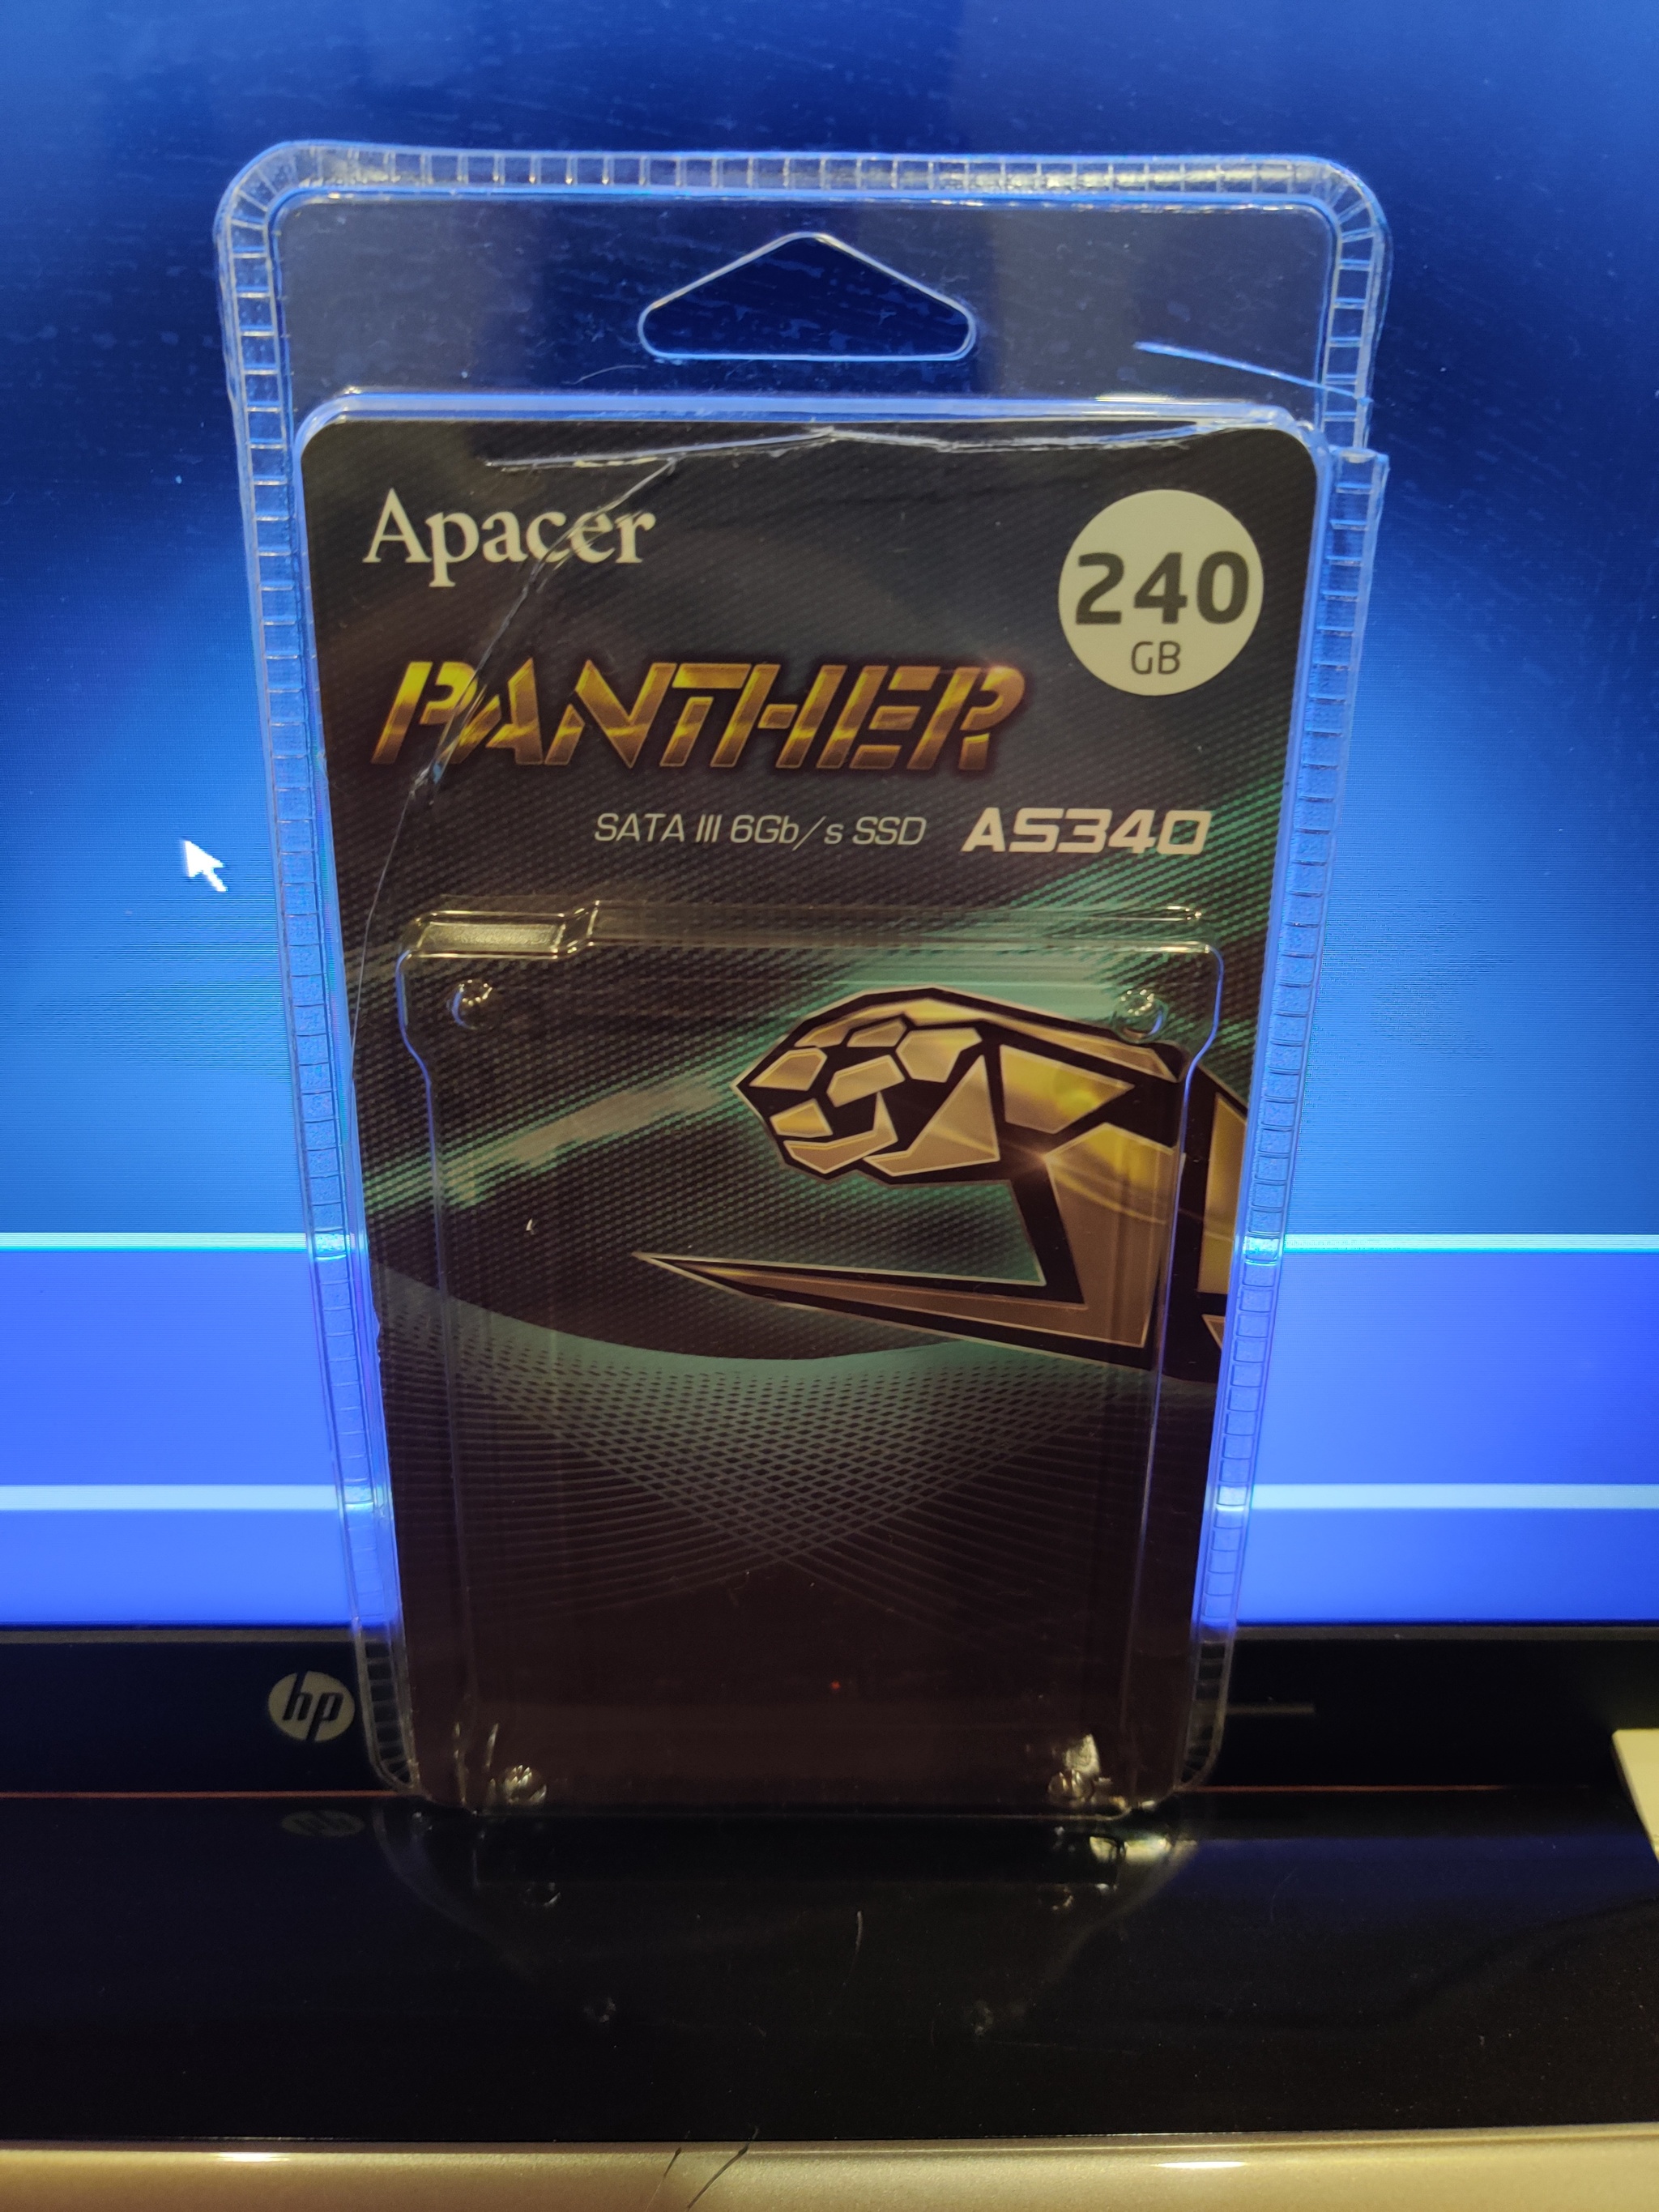 Apacer
240
GB
PANTHER
SATA III 6Gb/s SSD AS340
hp